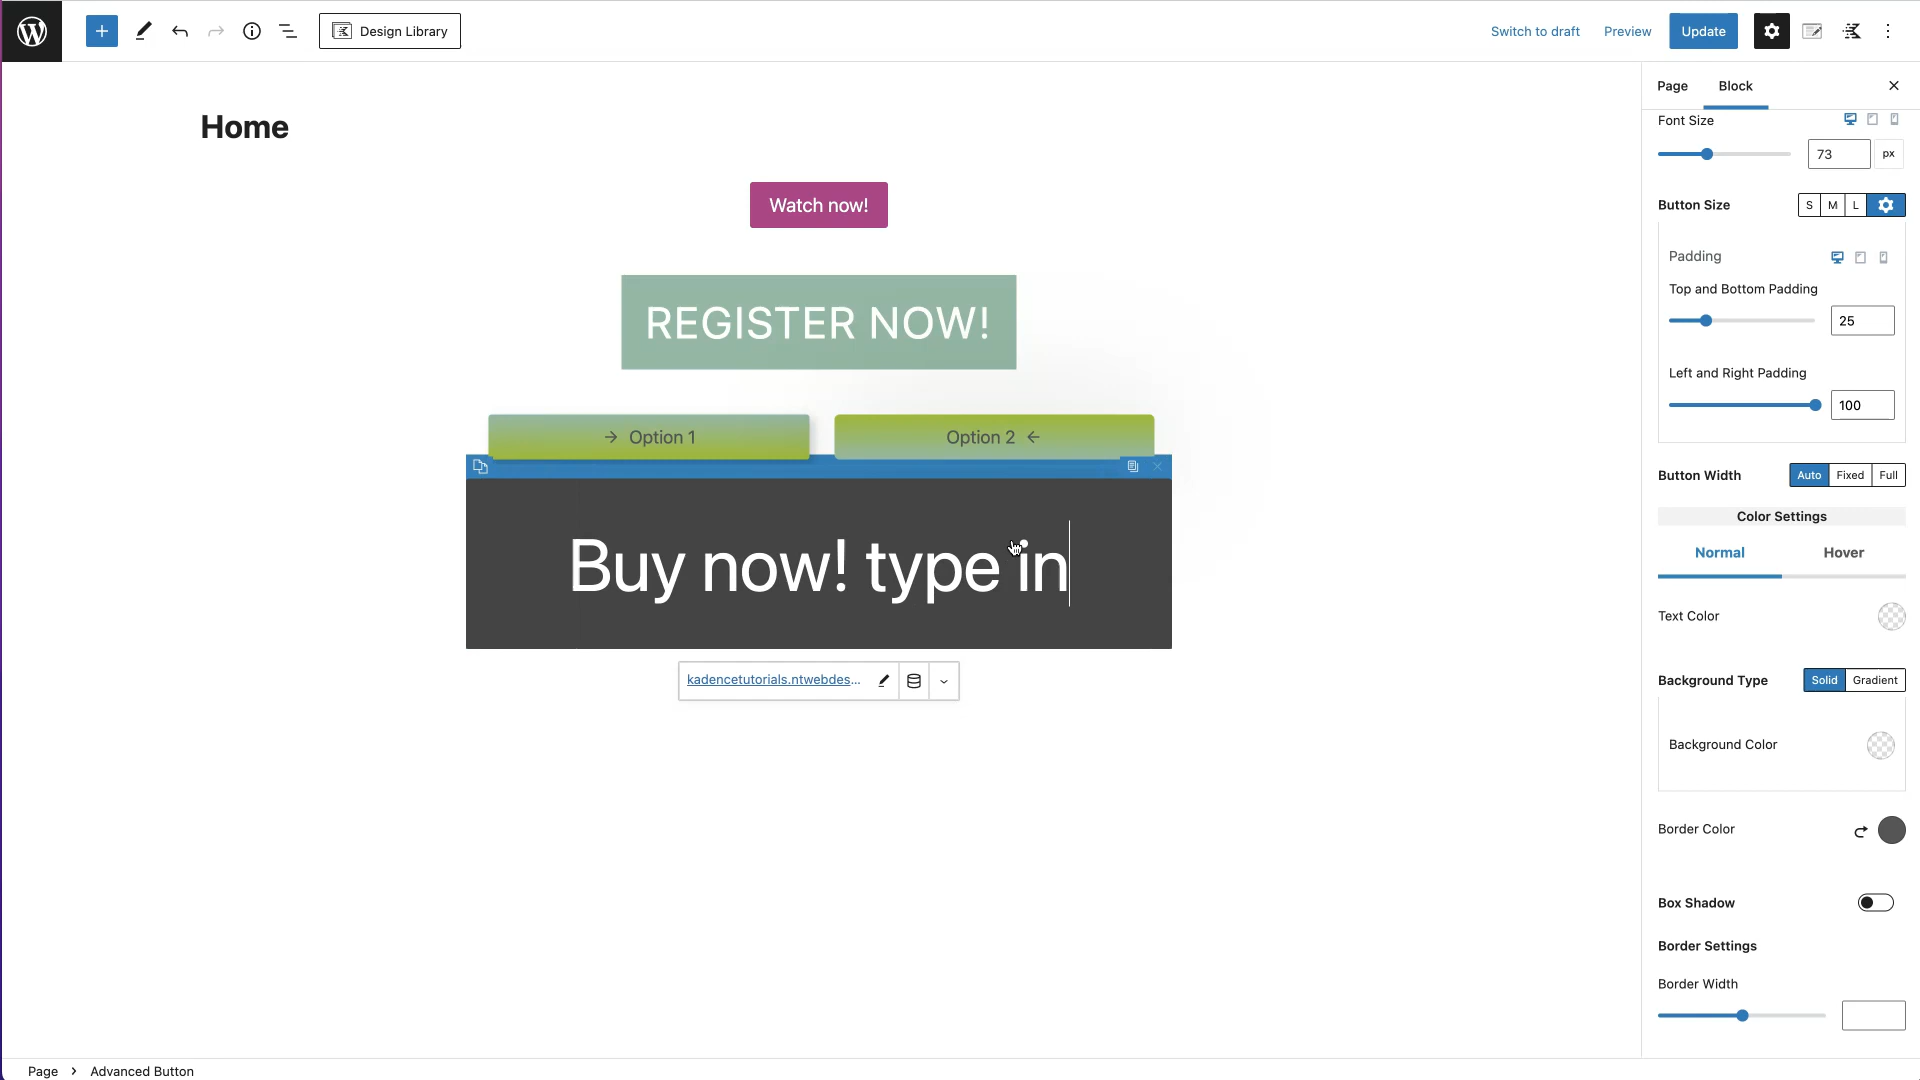 Design Library
Switch to draft
Preview
Update
Home
Watch now!
REGISTER NOW!
Option 1
Option 2
Buy now! type in
kadencetutorials.ntwebdes...
Page
Block
Font Size
73
px
Button Size
S
M
L
Padding
Top and Bottom Padding
25
Left and Right Padding
100
Button Width
Auto
Fixed
Full
Color Settings
Normal
Hover
Text Color
Background Type
Solid
Gradient
Background Color
Border Color
Box Shadow
Border Settings
Border Width
Page
Advanced Button